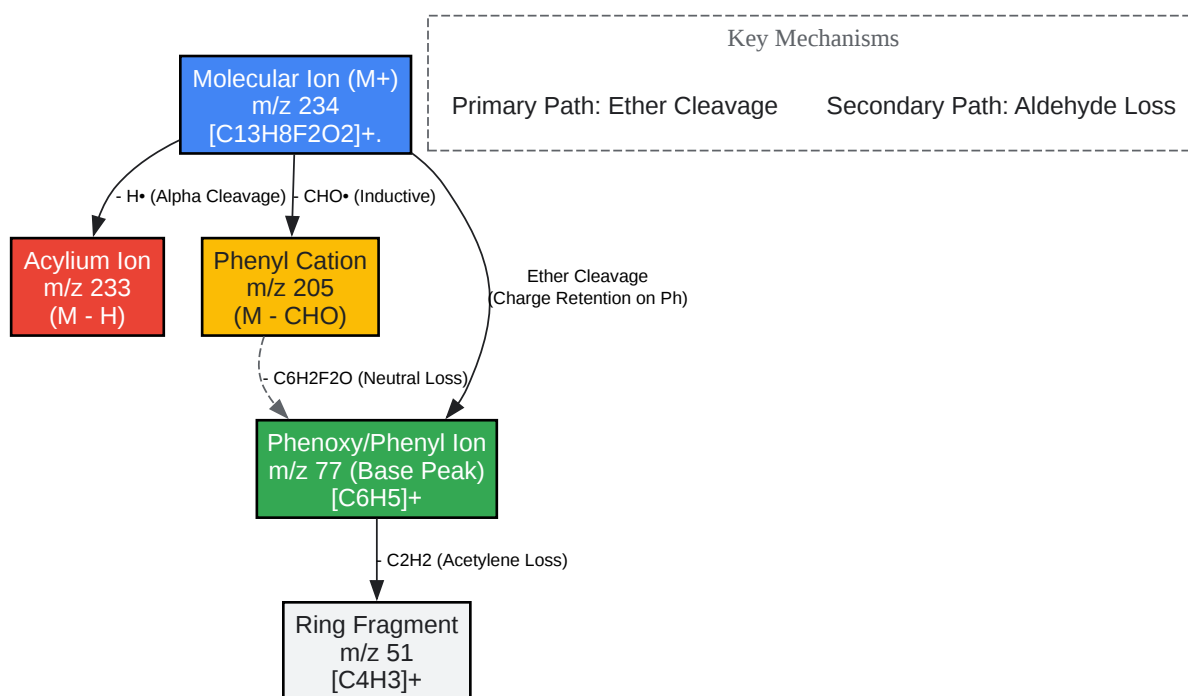 Key Mechanisms
Primary Path: Ether Cleavage
Secondary Path: Aldehyde Loss
Molecular Ion (M+)
m/z 234
[C13H8F2O2]+.
- H• (Alpha Cleavage)
- CHO• (Inductive)
Ether Cleavage
(Charge Retention on Ph)
Acylium Ion
m/z 233
(M - H)
Phenyl Cation
m/z 205
(M - CHO)
- C6H2F2O (Neutral Loss)
Phenoxy/Phenyl Ion
m/z 77 (Base Peak)
[C6H5]+
- C2H2 (Acetylene Loss)
Ring Fragment
m/z 51
[C4H3]+